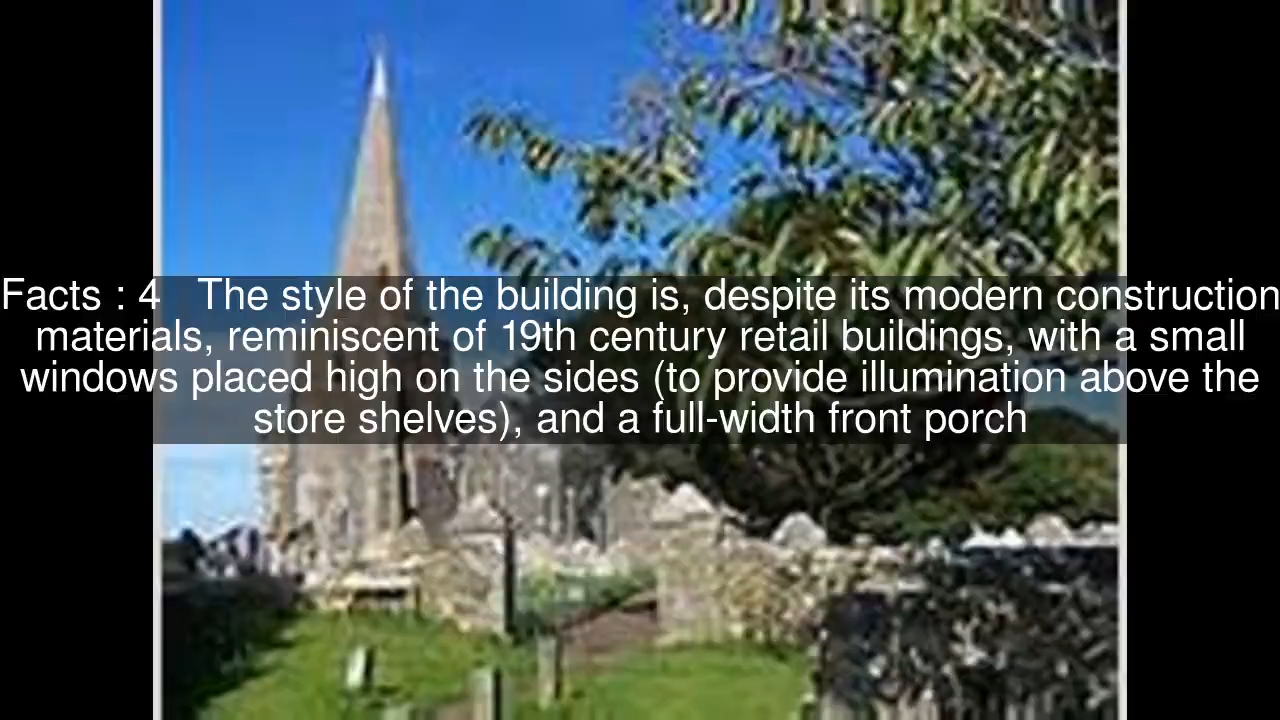 Facts : 4 The style of the building is, despite its modern construction
materials, reminiscent of 19th century retail buildings, with a small
windows placed high on the sides (to provide illumination above the
store shelves), and a full-width front porch